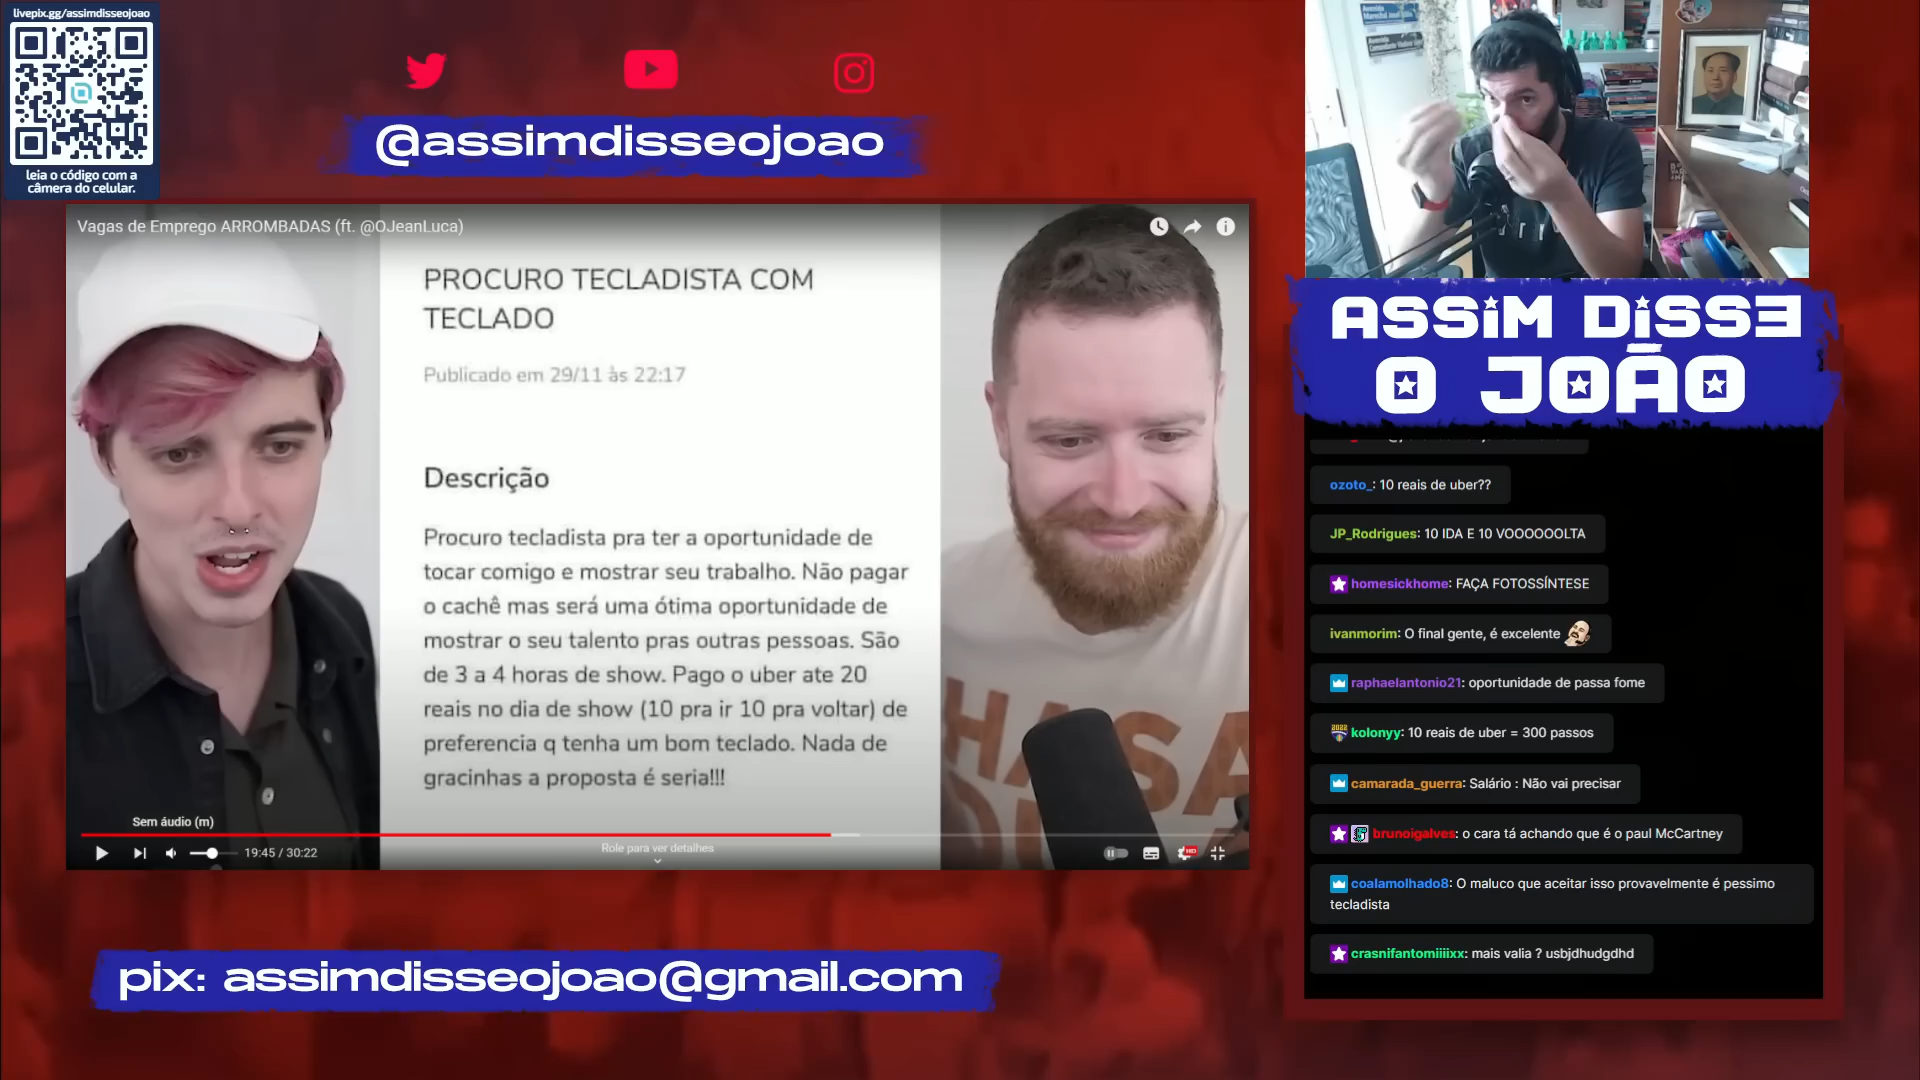 livepix.gg/assimdisseojoao
leia o código com a
câmera do celular.
@assimdisseojoao
Vagas de Emprego ARROMBADAS (ft. @OJeanLuca)
PROCURO TECLADISTA COM
TECLADO
Publicado em 29/11 às 22:17
Descrição
Procuro tecladista pra ter a oportunidade de
tocar comigo e mostrar seu trabalho. Não pagar
o cachê mas será uma ótima oportunidade de
mostrar o seu talento pras outras pessoas. São
de 3 a 4 horas de show. Pago o uber ate 20
reais no dia de show (10 pra ir 10 pra voltar) de
preferencia q tenha um bom teclado. Nada de
gracinhas a proposta é seria!!!
Sem áudio (m)
19:45 / 30:22
Role para ver detalhes
HD
pix: assimdisseojoao@gmail.com
Avenida
ASSIM DISSE
O JOÃO
ozoto_: 10 reais de uber??
JP_Rodrigues: 10 IDA E 10 VOOOOOOLTA
homesickhome: FAÇA FOTOSSÍNTESE
ivanmorim: O final gente, é excelente
raphaelantonio21: oportunidade de passa fome
kolonyy: 10 reais de uber = 300 passos
camarada_guerra: Salário : Não vai precisar
brunoigalves: o cara tá achando que é o paul McCartney
coalamolhado8: O maluco que aceitar isso provavelmente é pessimo
tecladista
crasnifantomiiiixx: mais valia ? usbjdhudgdhd